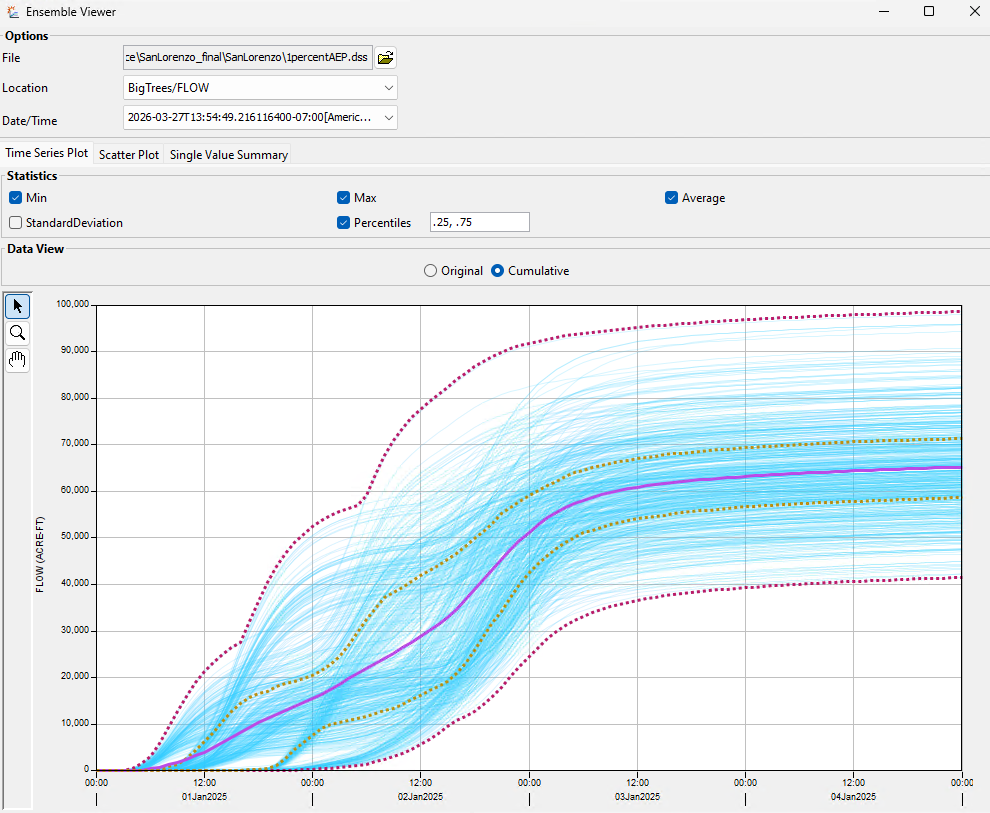 Ensemble Viewer
Options
File ce\SanLorenzo_final\SanLorenzo\1percentAEP.dss
Location BigTrees/FLOW
Date/Time 2026-03-27T13:54:49.216116400-07:00[Americ...
Time Series Plot Scatter Plot Single Value Summary
Statistics
Min Max Average
StandardDeviation Percentiles .25, .75
Data View
Original Cumulative
100,000
90,000
80,000
70,000
60,000
50,000
40,000
30,000
20,000
10,000
0
FLOW (ACRE-FT)
00:00 12:00 00:00 12:00 00:00 12:00 00:00 12:00 00:00
01Jan2025 02Jan2025 03Jan2025 04Jan2025